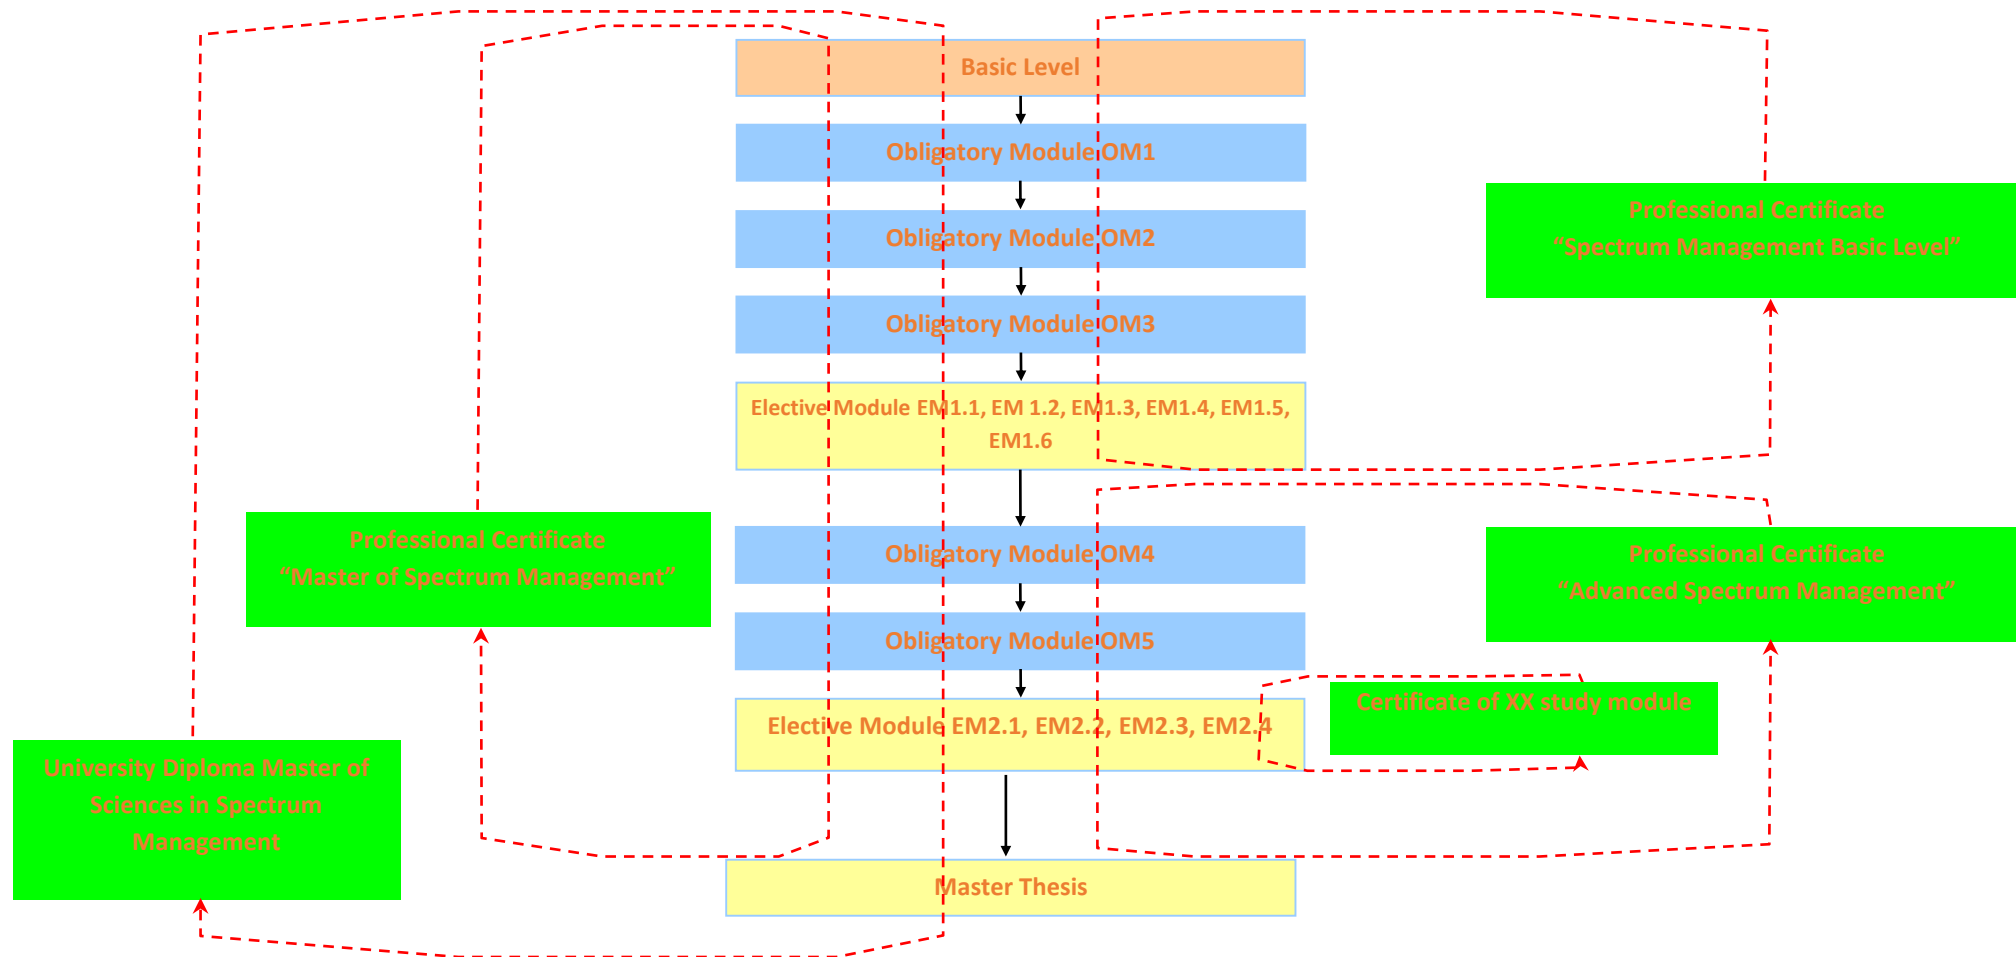 Basic Level
Obligatory Module OM1
Obligatory Module OM2
Obligatory Module OM3
Elective Module EM1.1, EM 1.2, EM1.3, EM1.4, EM1.5,
EM1.6
Obligatory Module OM4
Obligatory Module OM5
Elective Module EM2.1, EM2.2, EM2.3, EM2.4
Master Thesis
Professional Certificate
“Spectrum Management Basic Level”
Professional Certificate
“Advanced Spectrum Management”
Certificate of XX study module
Professional Certificate
“Master of Spectrum Management”
University Diploma Master of
Sciences in Spectrum
Management